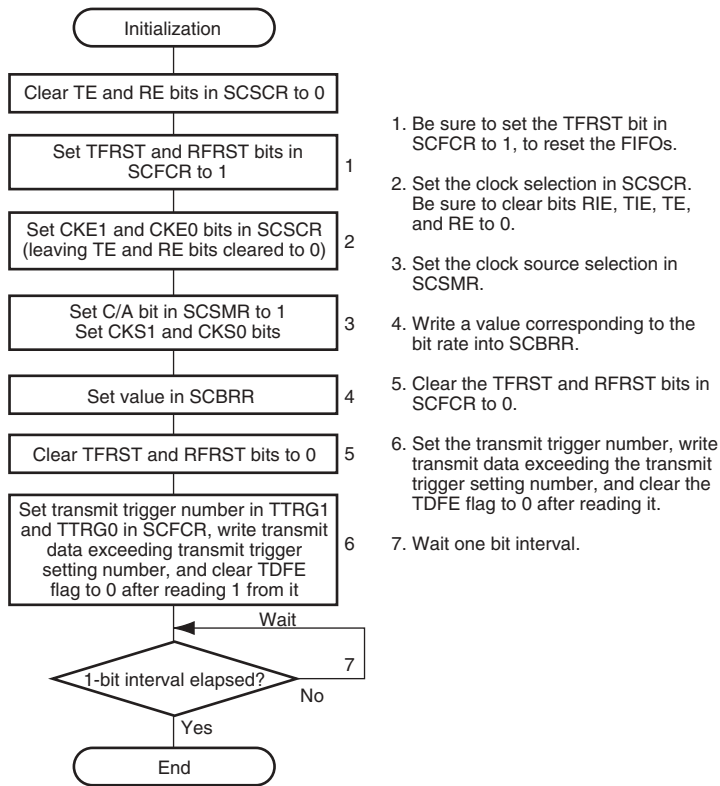 Initialization
Clear TE and RE bits in SCSCR to 0
Set TFRST and RFRST bits in
SCFCR to 1
1
Set CKE1 and CKE0 bits in SCSCR
(leaving TE and RE bits cleared to 0)
2
Set C/A bit in SCSMR to 1
Set CKS1 and CKS0 bits
3
Set value in SCBRR
4
Clear TFRST and RFRST bits to 0
5
Set transmit trigger number in TTRG1
and TTRG0 in SCFCR, write transmit
data exceeding transmit trigger
setting number, and clear TDFE
flag to 0 after reading 1 from it
6
Wait
1-bit interval elapsed?
7
No
Yes
End
1. Be sure to set the TFRST bit in
SCFCR to 1, to reset the FIFOs.
2. Set the clock selection in SCSCR.
Be sure to clear bits RIE, TIE, TE,
and RE to 0.
3. Set the clock source selection in
SCSMR.
4. Write a value corresponding to the
bit rate into SCBRR.
5. Clear the TFRST and RFRST bits in
SCFCR to 0.
6. Set the transmit trigger number, write
transmit data exceeding the transmit
trigger setting number, and clear the
TDFE flag to 0 after reading it.
7. Wait one bit interval.